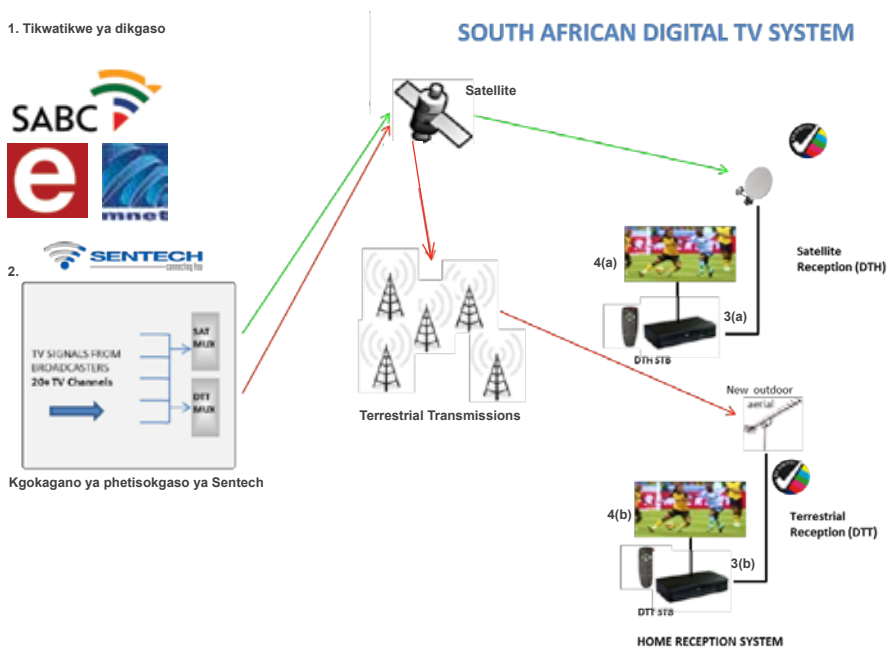 1. Tikwatikwe ya dikgaso
SOUTH AFRICAN DIGITAL TV SYSTEM
SABC
e
mnet
Satellite
2.
SENTECH
connecting You
SAT
MUX
TV SIGNALS FROM
BROADCASTERS
20+ TV Channels
DTT
MUX
Kgokagano ya phetisokgaso ya Sentech
Terrestrial Transmissions
4(a)
3(a)
DTH STB
Satellite
Reception (DTH)
New outdoor
aerial
4(b)
3(b)
DTT STB
Terrestrial
Reception (DTT)
HOME RECEPTION SYSTEM